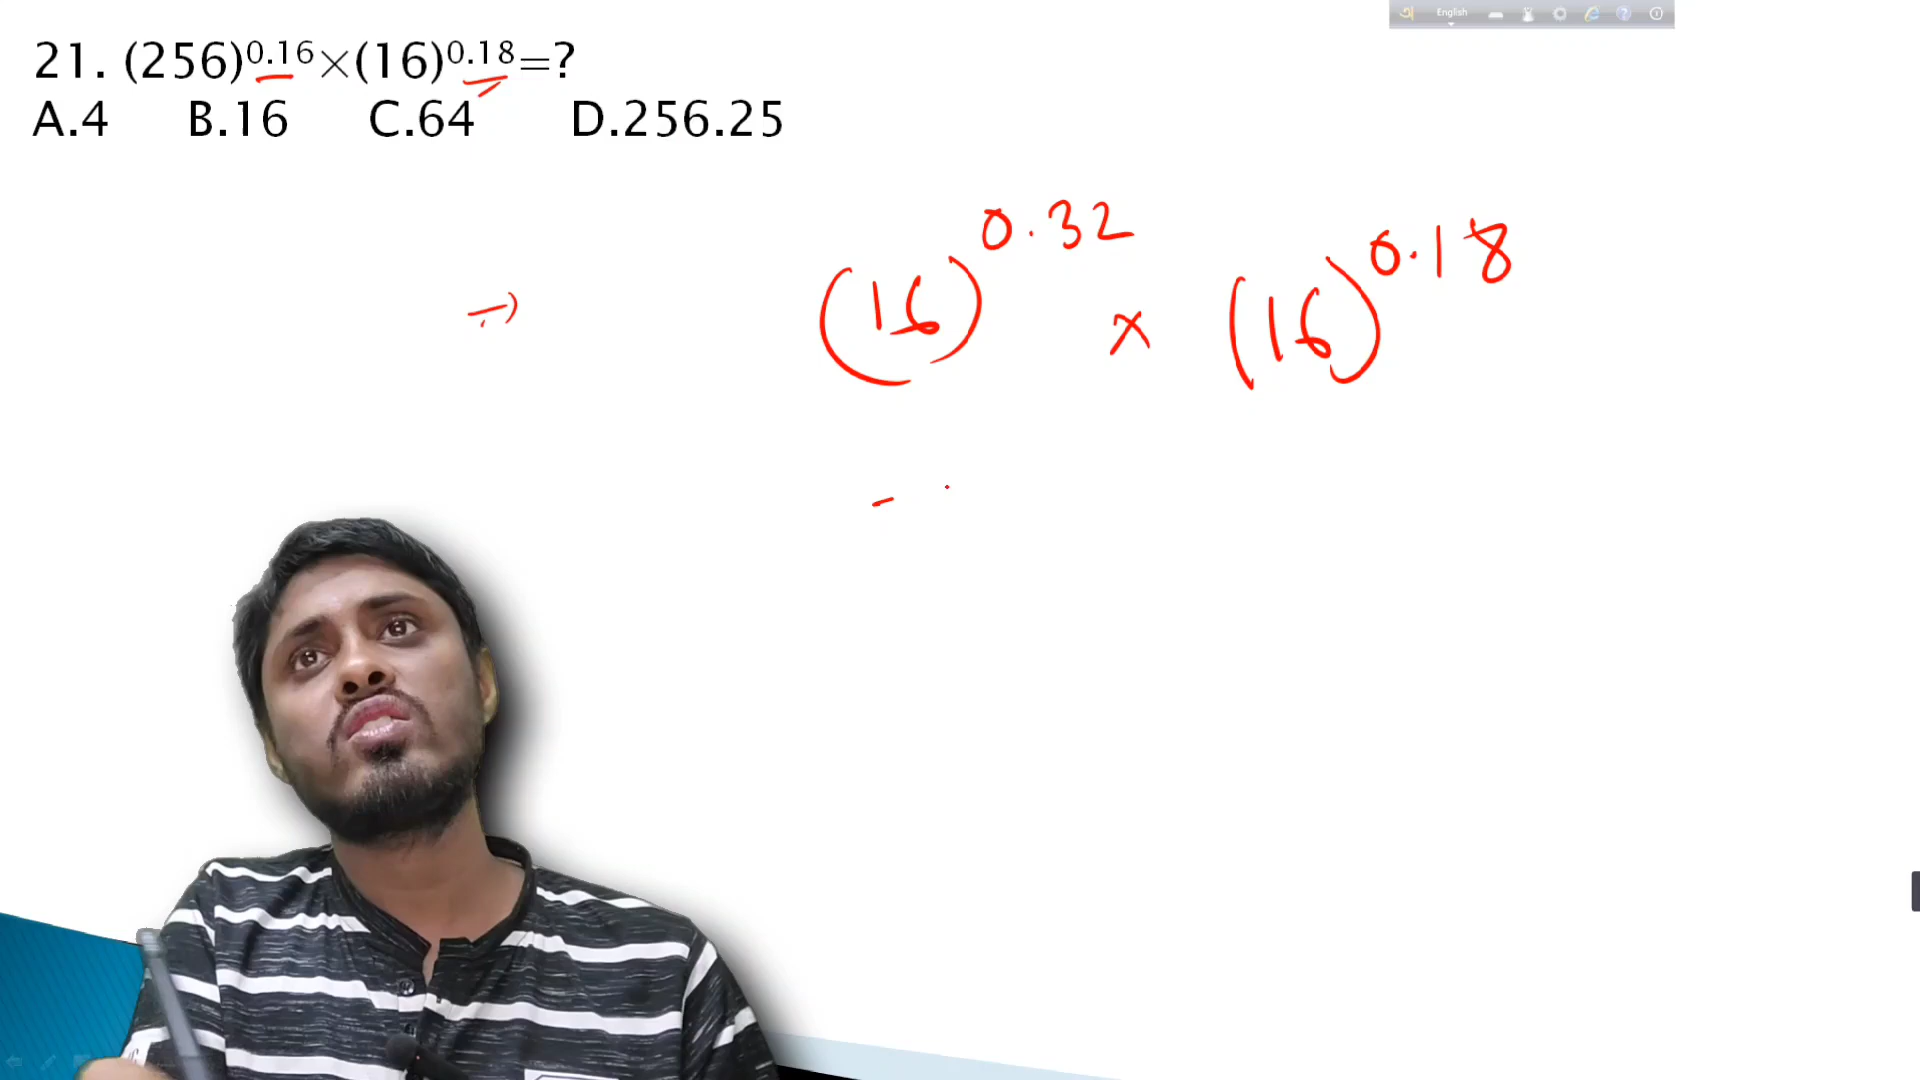 English
21. (256)^0.16×(16)^0.18=?
A.4 B.16 C.64 D.256.25
(16)^0.32 × (16)^0.18